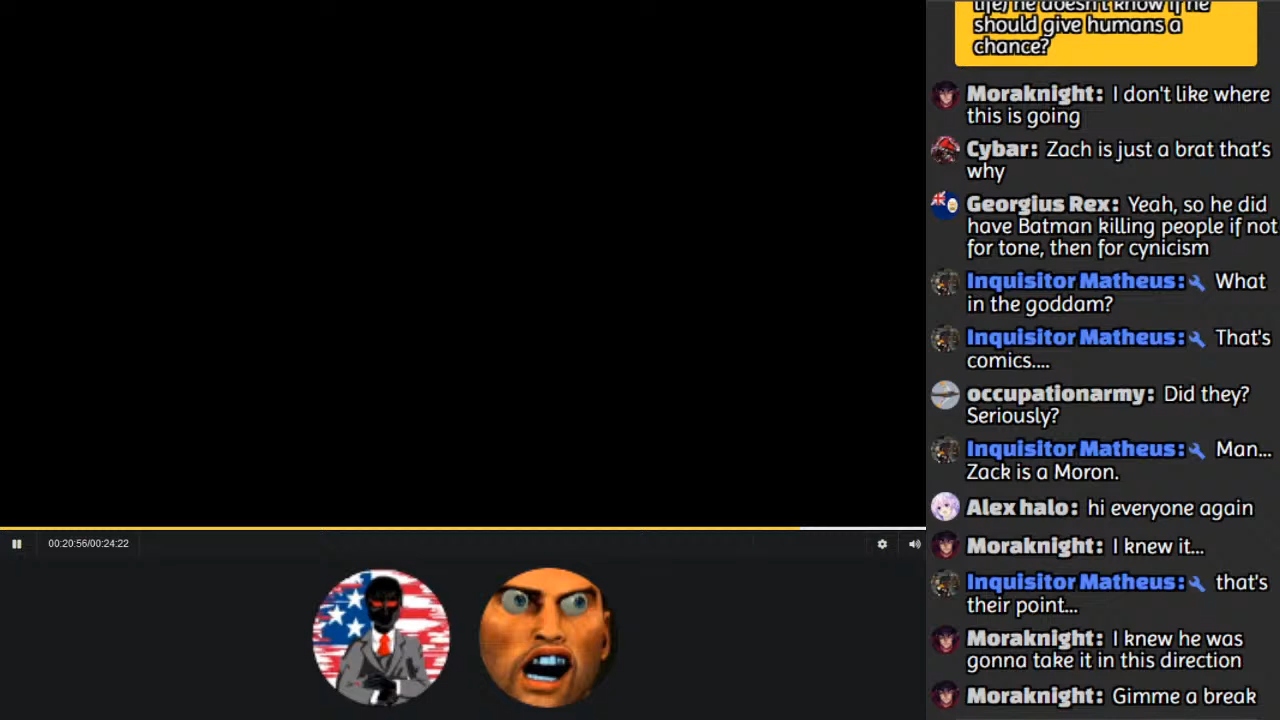 life) he doesn't know if he
should give humans a
chance?
Moraknight: I don't like where
this is going
Cybar: Zach is just a brat that's
why
Georgius Rex: Yeah, so he did
have Batman killing people if not
for tone, then for cynicism
Inquisitor Matheus: What
in the goddam?
Inquisitor Matheus: That's
comics....
occupationarmy: Did they?
Seriously?
Inquisitor Matheus: Man...
Zack is a Moron.
Alex halo: hi everyone again
Moraknight: I knew it...
Inquisitor Matheus: that's
their point...
Moraknight: I knew he was
gonna take it in this direction
Moraknight: Gimme a break
00:20:56/00:24:22